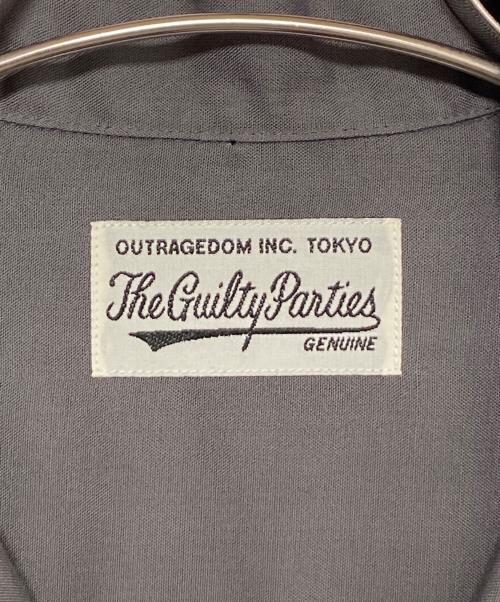 OUTRAGEDOM INC. TOKYO
The Guilty Parties
GENUINE